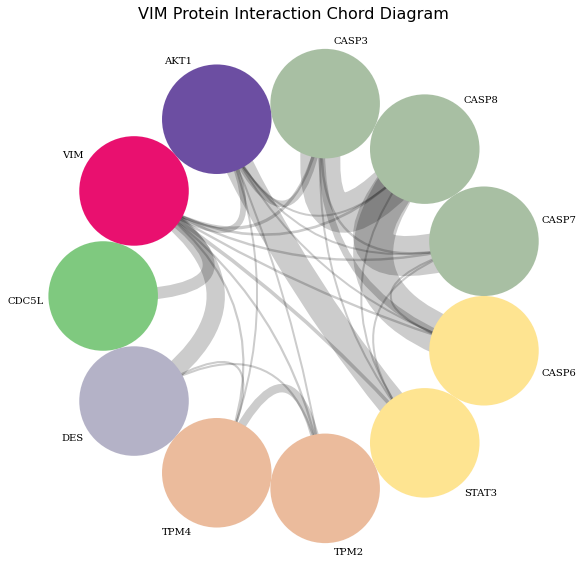 VIM Protein Interaction Chord Diagram
CASP3
AKT1
CASP8
VIM
CASP7
CDC5L
CASP6
DES
STAT3
TPM4
TPM2